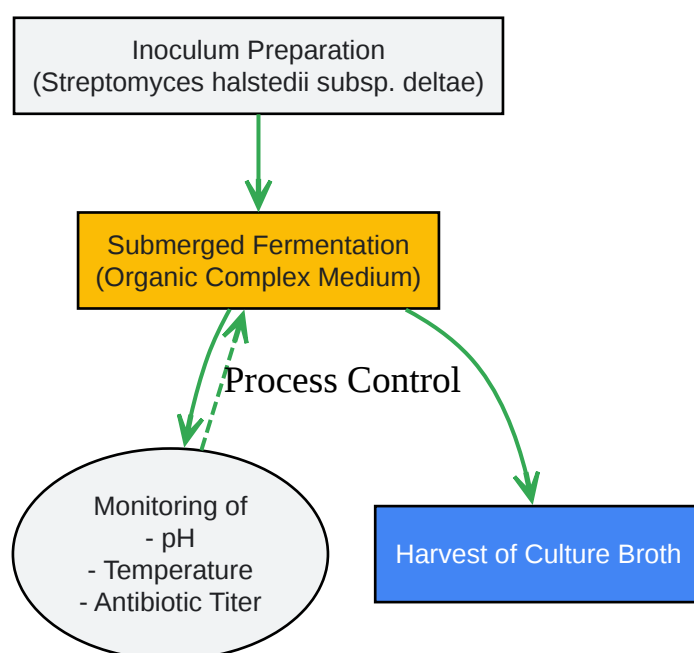 Inoculum Preparation
(Streptomyces halstedii subsp. deltae)
Submerged Fermentation
(Organic Complex Medium)
Process Control
Monitoring of
- pH
- Temperature
- Antibiotic Titer
Harvest of Culture Broth